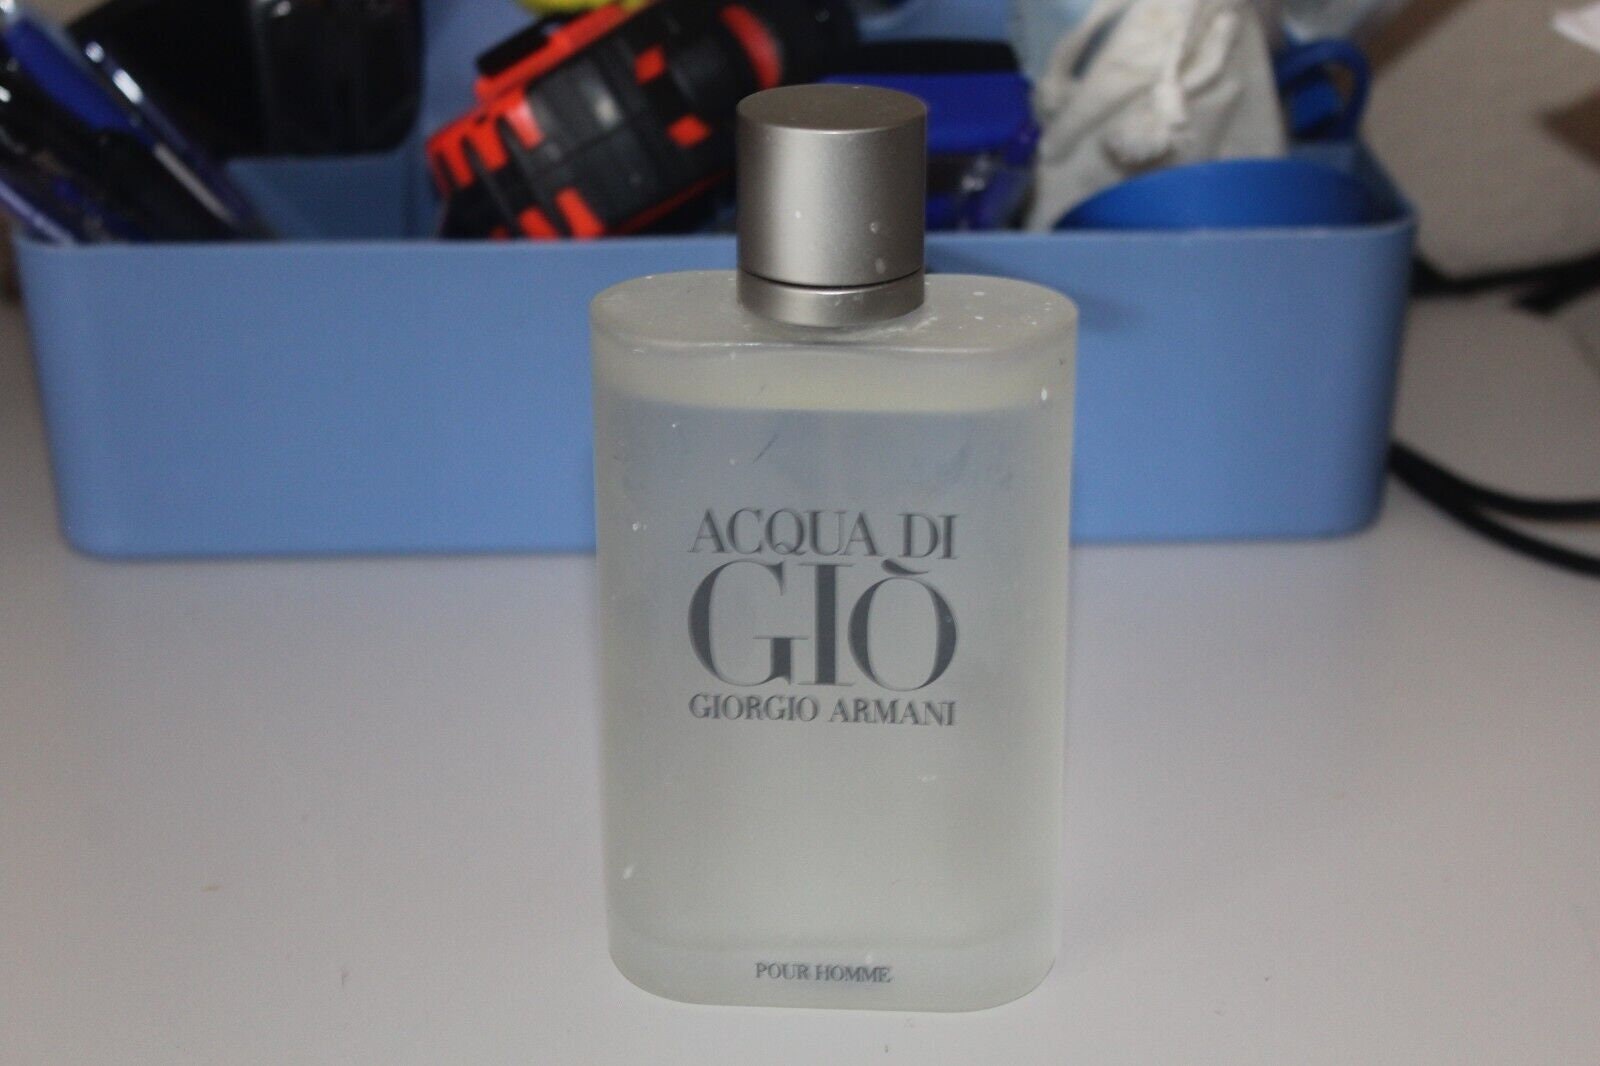 ACQUA DI
GIÒ
GIORGIO ARMANI
POUR HOMME